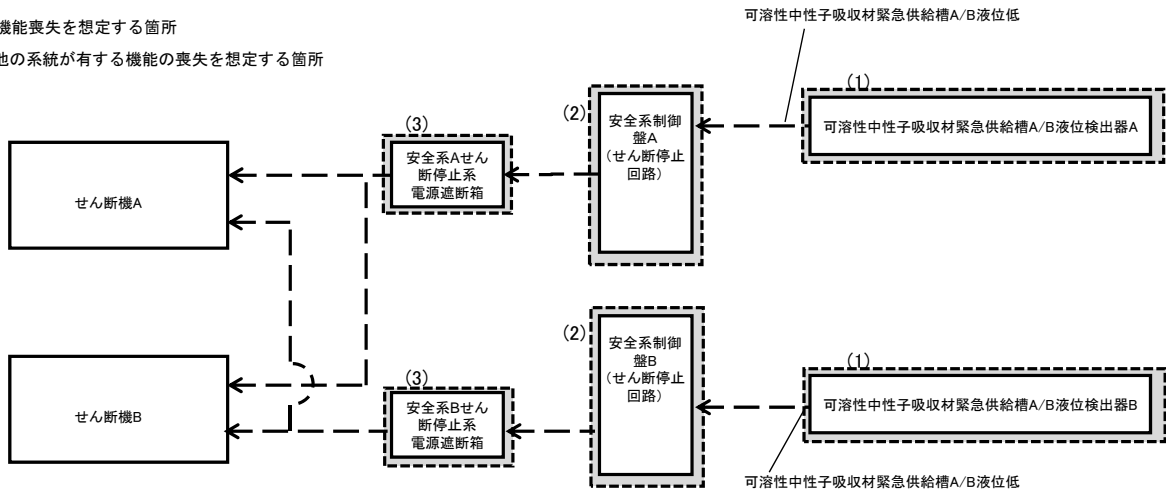 機能喪失を想定する箇所
他の系統が有する機能の喪失を想定する箇所
可溶性中性子吸収材緊急供給槽A/B液位低
(1)
可溶性中性子吸収材緊急供給槽A/B液位検出器A
(2)
安全系制御
盤A
(せん断停止
回路)
(3)
安全系Aせん
断停止系
電源遮断箱
せん断機A
(1)
可溶性中性子吸収材緊急供給槽A/B液位検出器B
(2)
安全系制御
盤B
(せん断停止
回路)
(3)
安全系Bせん
断停止系
電源遮断箱
せん断機B
可溶性中性子吸収材緊急供給槽A/B液位低